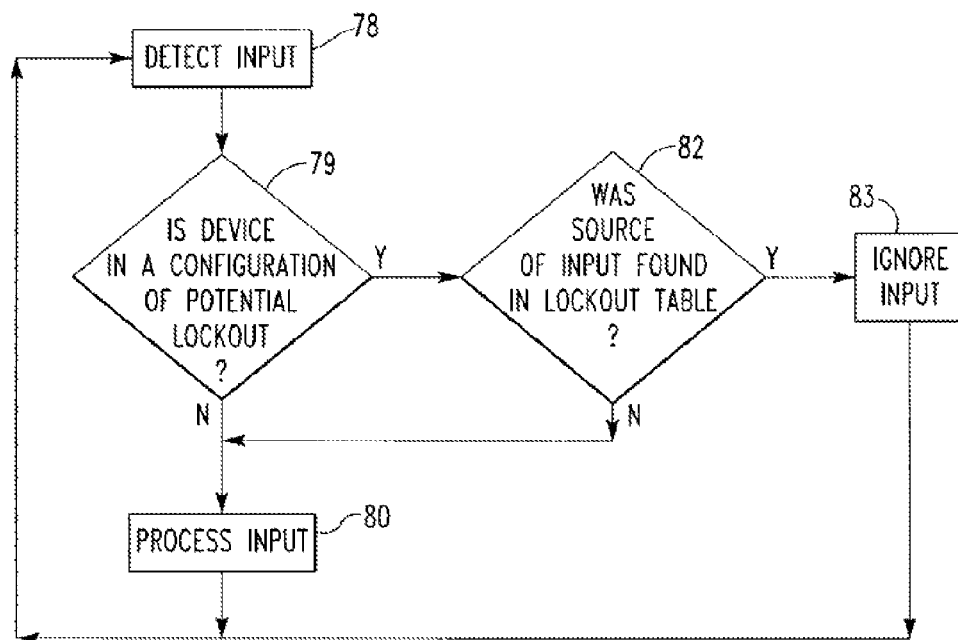 DETECT INPUT
78
79
IS DEVICE
IN A CONFIGURATION
OF POTENTIAL
LOCKOUT
?
Y
N
82
WAS
SOURCE
OF INPUT FOUND
IN LOCKOUT TABLE
?
Y
N
83
IGNORE
INPUT
PROCESS INPUT
80